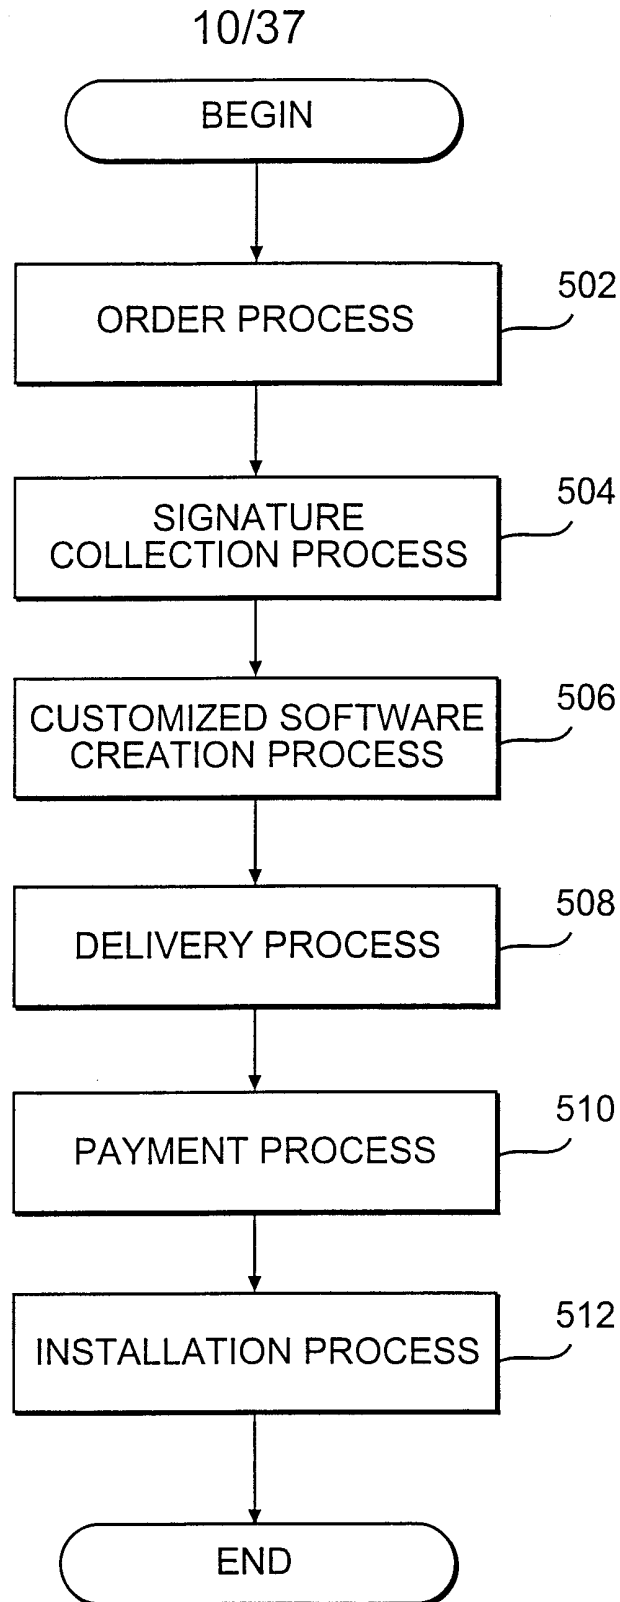 10/37
BEGIN
ORDER PROCESS
502
SIGNATURE
COLLECTION PROCESS
504
CUSTOMIZED SOFTWARE
CREATION PROCESS
506
DELIVERY PROCESS
508
PAYMENT PROCESS
510
INSTALLATION PROCESS
512
END